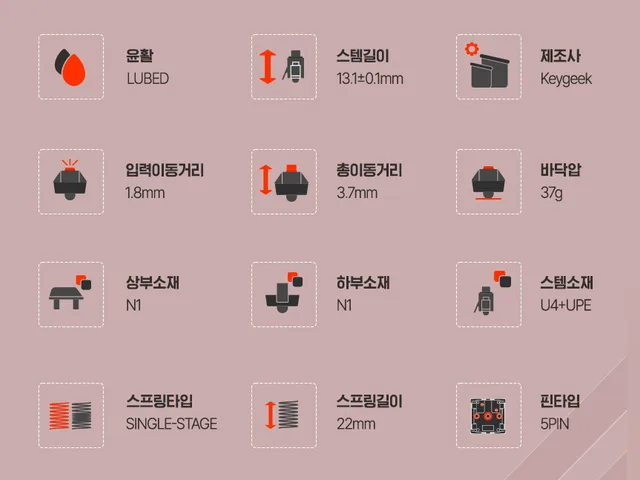 윤활
LUBED
스템길이
13.1±0.1mm
제조사
Keygeek
입력이동거리
1.8mm
총이동거리
3.7mm
바닥압
37g
상부소재
N1
하부소재
N1
스템소재
U4+UPE
스프링타입
SINGLE-STAGE
스프링길이
22mm
핀타입
5PIN